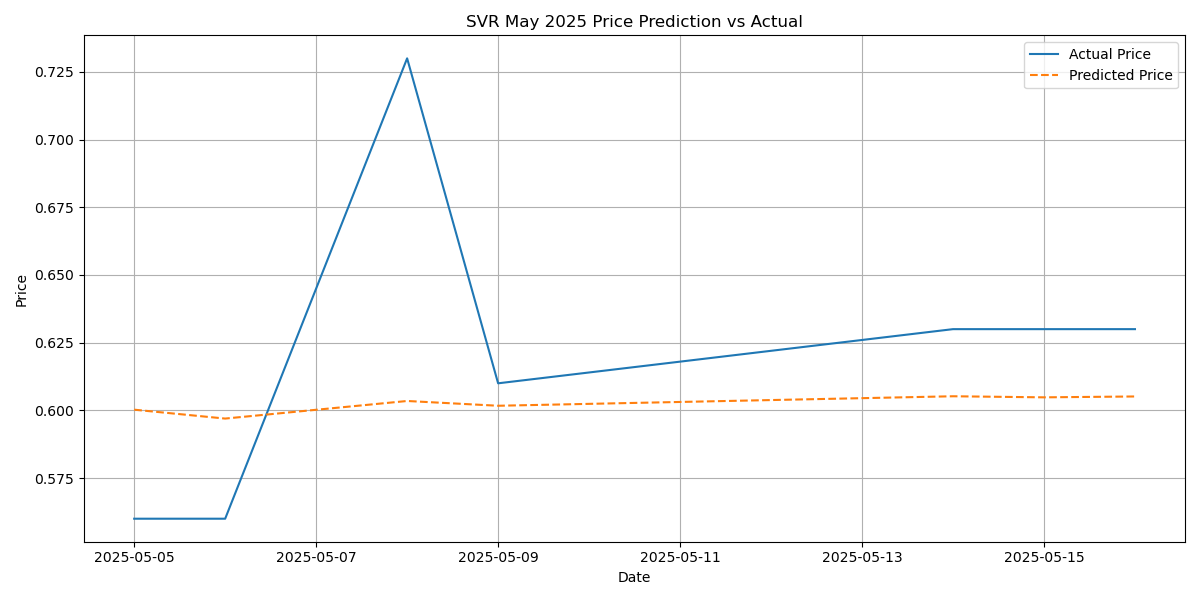 SVR May 2025 Price Prediction vs Actual
Actual Price
Predicted Price
Price
0.725
0.700
0.675
0.650
0.625
0.600
0.575
2025-05-05 2025-05-07 2025-05-09 2025-05-11 2025-05-13 2025-05-15
Date